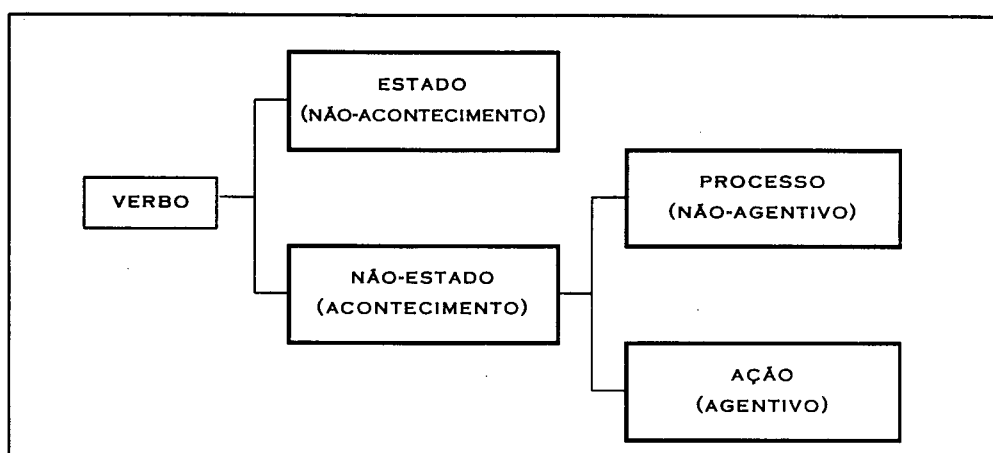 VERBO
ESTADO
(NÃO-ACONTECIMENTO)
NÃO-ESTADO
(ACONTECIMENTO)
PROCESSO
(NÃO-AGENTIVO)
AÇÃO
(AGENTIVO)